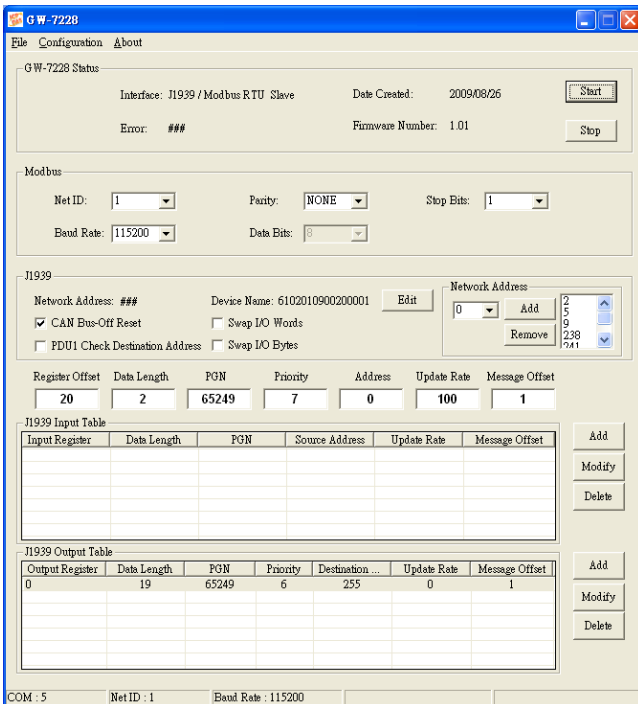 GW-7228
File Configuration About
GW-7228 Status
Interface: J1939 / Modbus RTU Slave Date Created: 2009/08/26 Start
Error: ### Firmware Number: 1.01 Stop
Modbus
Net ID: 1 Parity: NONE Stop Bits: 1
Baud Rate: 115200 Data Bits: 8
J1939
Network Address: ### Device Name: 6102010900200001 Edit
CAN Bus-Off Reset Swap I/O Words
PDU1 Check Destination Address Swap I/O Bytes
Network Address
0 Add Remove
2
5
9
238
241
Register Offset Data Length PGN Priority Address Update Rate Message Offset
20 2 65249 7 0 100 1
J1939 Input Table
Input Register Data Length PGN Source Address Update Rate Message Offset
Add
Modify
Delete
J1939 Output Table
Output Register Data Length PGN Priority Destination ... Update Rate Message Offset
0 19 65249 6 255 0 1
Add
Modify
Delete
COM : 5 Net ID : 1 Baud Rate : 115200